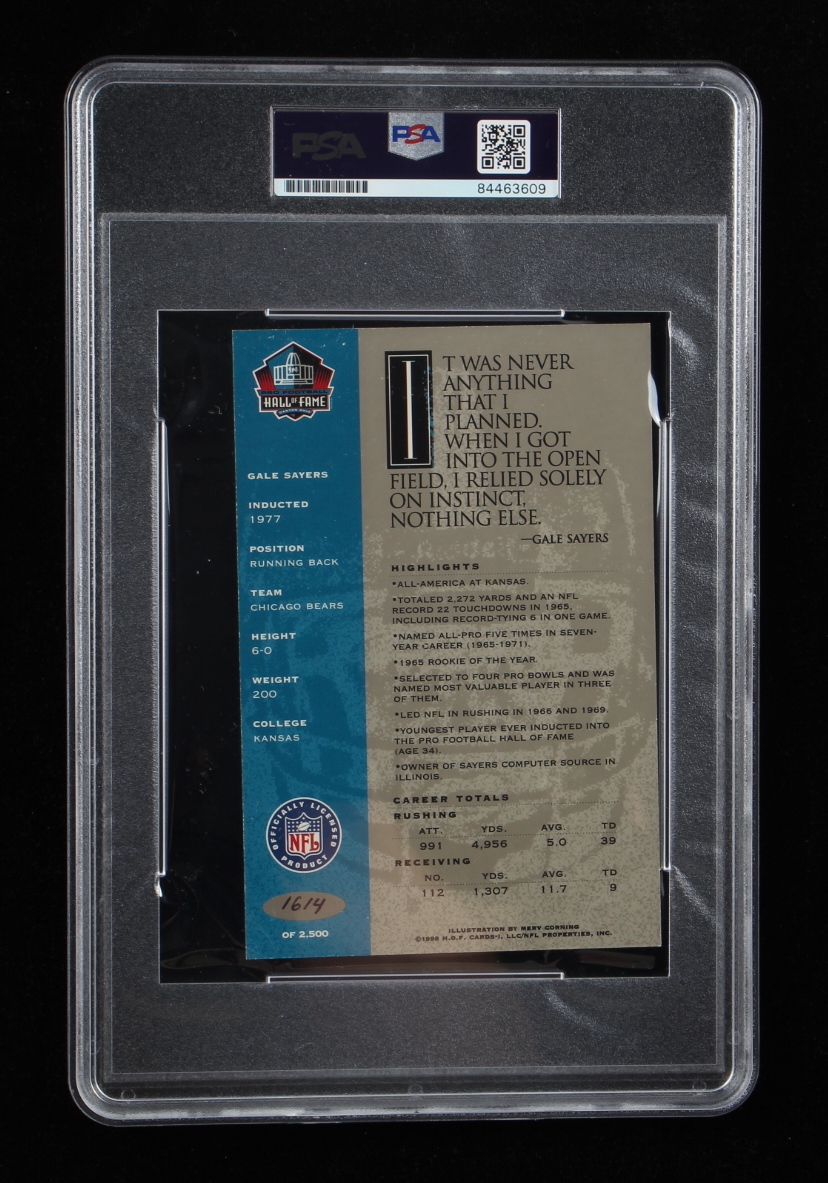 PSA
PSA
84463609
PRO FOOTBALL
HALL OF FAME
IT WAS NEVER
ANYTHING
THAT I
PLANNED.
WHEN I GOT
INTO THE OPEN
FIELD, I RELIED SOLELY
ON INSTINCT,
NOTHING ELSE.
—GALE SAYERS
GALE SAYERS
INDUCTED
1977
POSITION
RUNNING BACK
TEAM
CHICAGO BEARS
HEIGHT
6-0
WEIGHT
200
COLLEGE
KANSAS
OFFICIALLY LICENSED
NFL
PRODUCT
1614
OF 2,500
HIGHLIGHTS
•ALL-AMERICA AT KANSAS.
•TOTALED 2,272 YARDS AND AN NFL
RECORD 22 TOUCHDOWNS IN 1965,
INCLUDING RECORD-TYING 6 IN ONE GAME.
•NAMED ALL-PRO FIVE TIMES IN SEVEN-
YEAR CAREER (1965-1971).
•1965 ROOKIE OF THE YEAR.
•SELECTED TO FOUR PRO BOWLS AND WAS
NAMED MOST VALUABLE PLAYER IN THREE
OF THEM.
•LED NFL IN RUSHING IN 1966 AND 1969.
•YOUNGEST PLAYER EVER INDUCTED INTO
THE PRO FOOTBALL HALL OF FAME
(AGE 34).
•OWNER OF SAYERS COMPUTER SOURCE IN
ILLINOIS.
CAREER TOTALS
RUSHING
ATT. YDS. AVG. TD
991 4,956 5.0 39
RECEIVING
NO. YDS. AVG. TD
112 1,307 11.7 9
ILLUSTRATION BY MERV CORNING
H.O.F. CARDS-I, LLC/NFL PROPERTIES, INC.